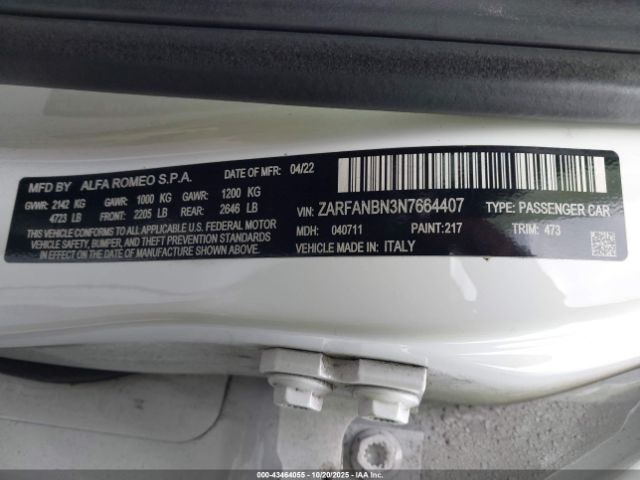 MFD BY ALFA ROMEO S.P.A. DATE OF MFR: 04/22
GVWR: 2142 KG GAWR: 1000 KG GAWR: 1200 KG
4723 LB FRONT: 2205 LB REAR: 2646 LB
THIS VEHICLE CONFORMS TO ALL APPLICABLE U.S. FEDERAL MOTOR
VEHICLE SAFETY, BUMPER, AND THEFT PREVENTION STANDARDS
IN EFFECT ON THE DATE OF MANUFACTURE SHOWN ABOVE.
VIN: ZARFANBN3N7664407 TYPE: PASSENGER CAR
MDH: 040711 PAINT: 217 TRIM: 473
VEHICLE MADE IN: ITALY
000-43464055 | 10/20/2025 | Copyright IAA, LLC